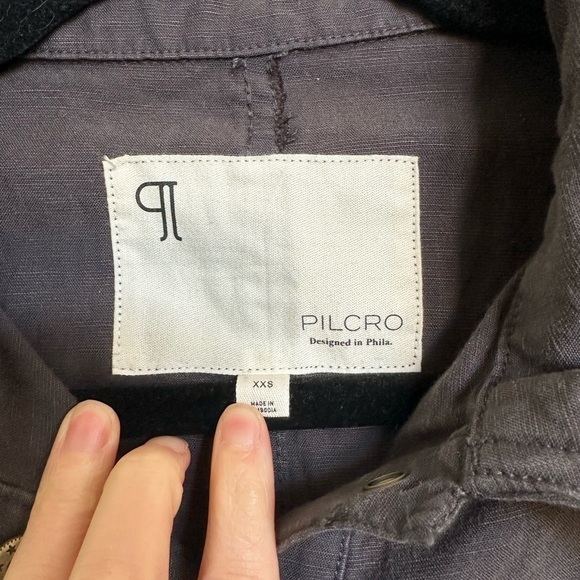 PILCRO
Designed in Phila.
XXS
MADE IN